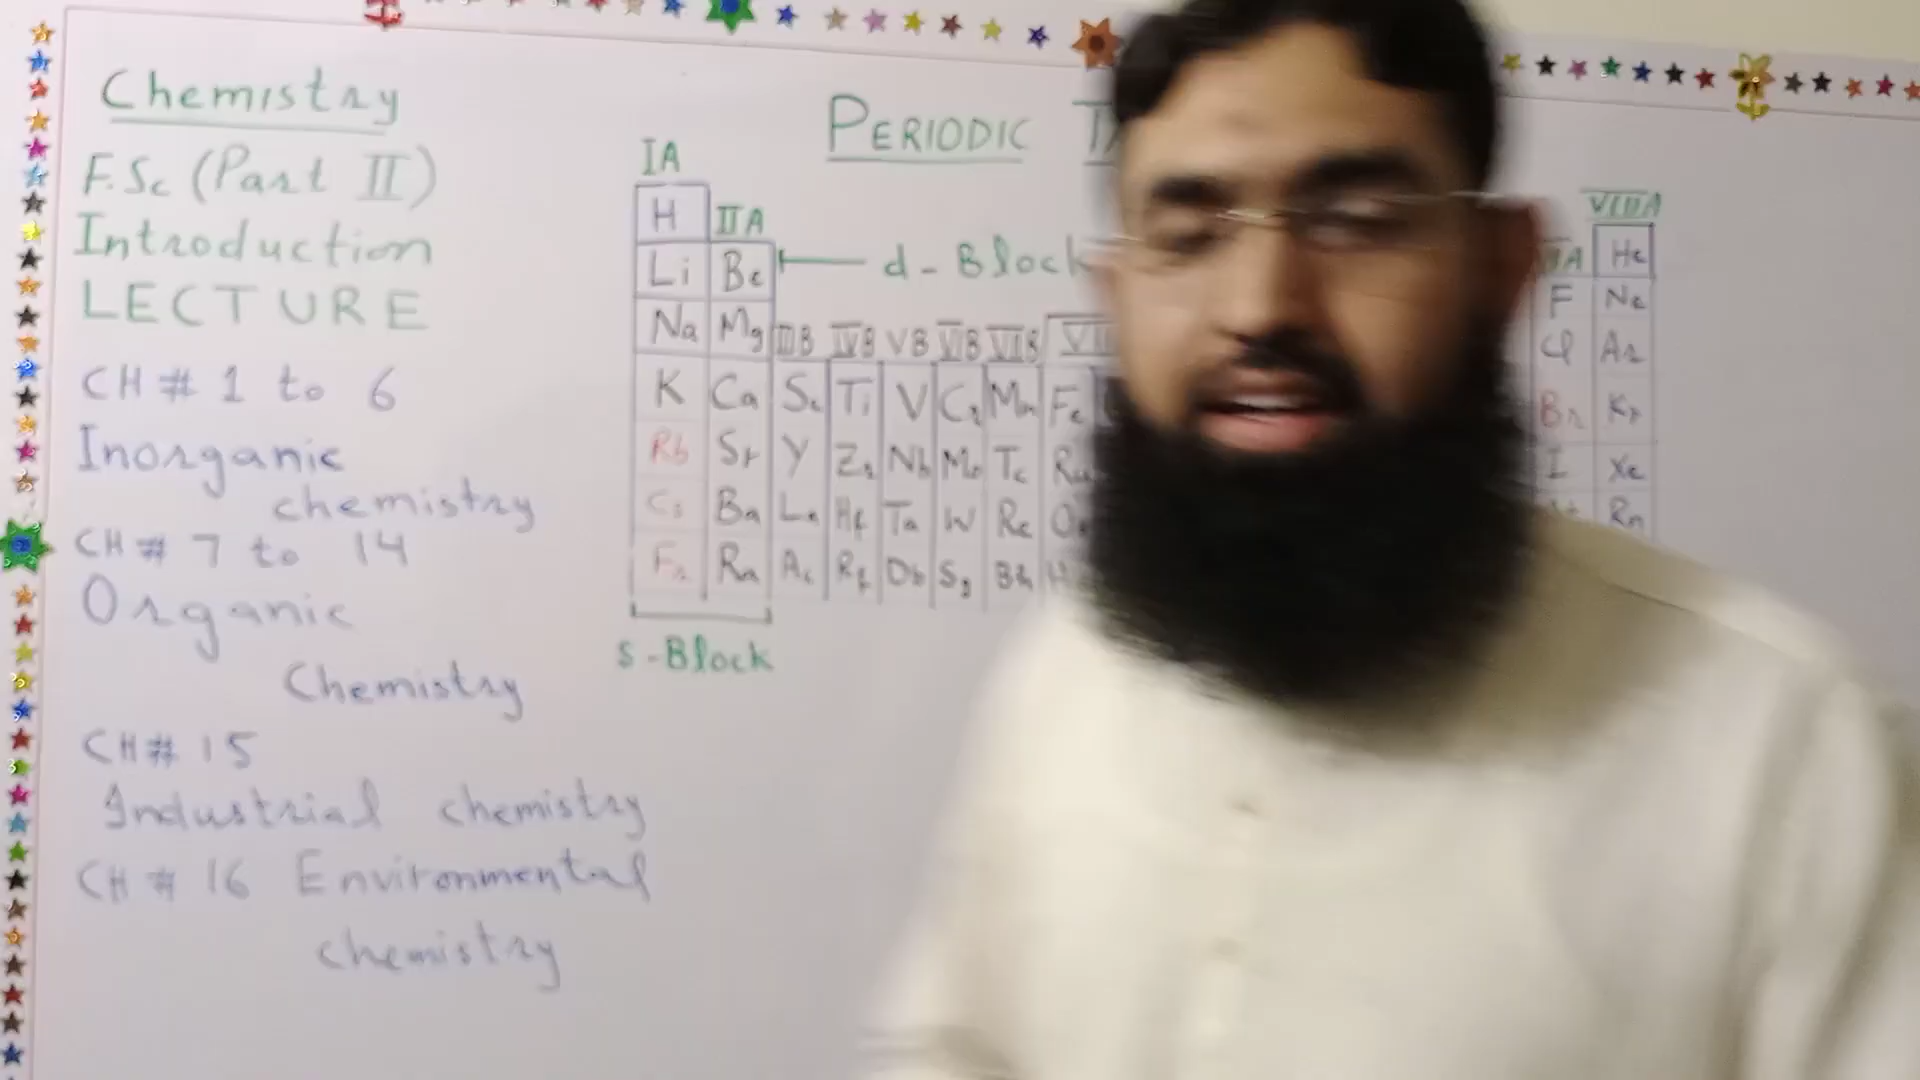 Chemistry
F.Sc (Part II)
Introduction
LECTURE
CH # 1 to 6
Inorganic
chemistry
CH # 7 to 14
Organic
Chemistry
CH # 15
Industrial chemistry
CH # 16 Environmental
chemistry
PERIODIC
IA VIIIA
H IIA He
Li Be d-Block F Ne
Na Mg IIIB IVB VB VIB VIIB Cl Ar
K Ca Sc Ti V Cr Mn Fe Br Kr
Rb Sr Y Zr Nb Mo Tc Ru I Xe
Cs Ba La Hf Ta W Re Rn
Fr Ra Ac Rf Db Sg Bh
s-Block